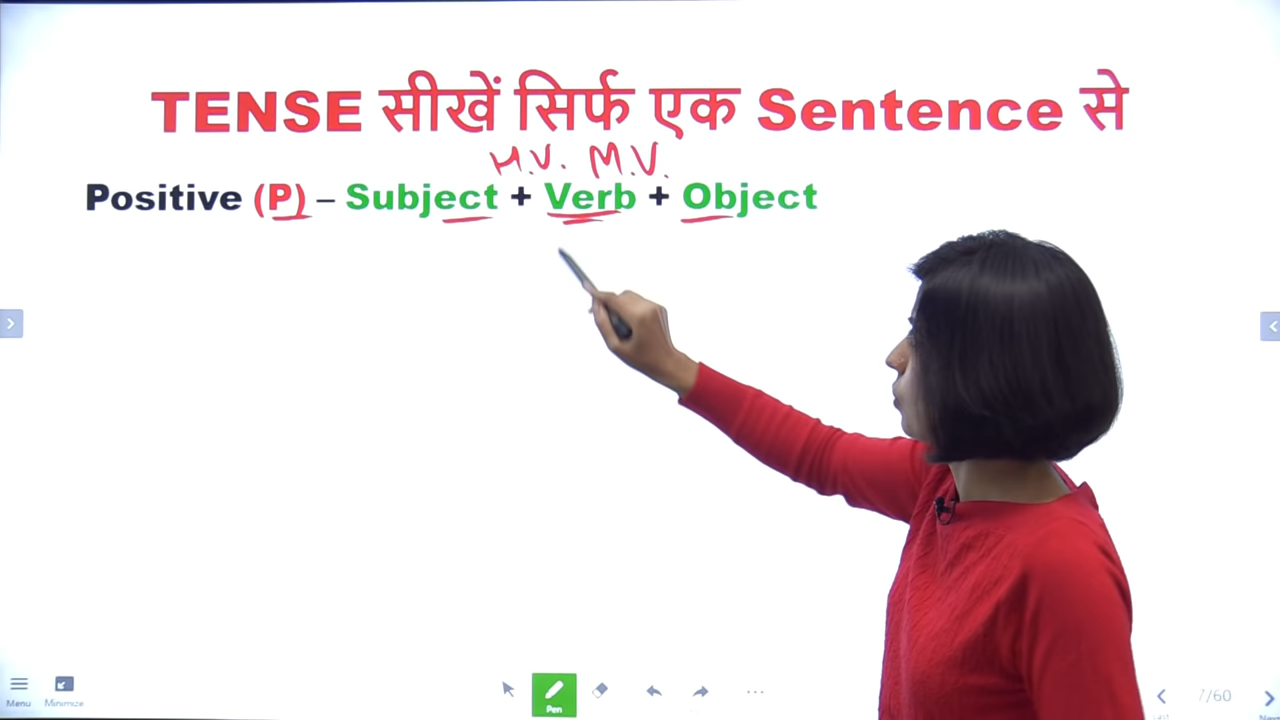 TENSE सीखें सिर्फ एक Sentence से
H.V. M.V.
Positive (P) – Subject + Verb + Object
Menu
Minimize
Pen
7/60